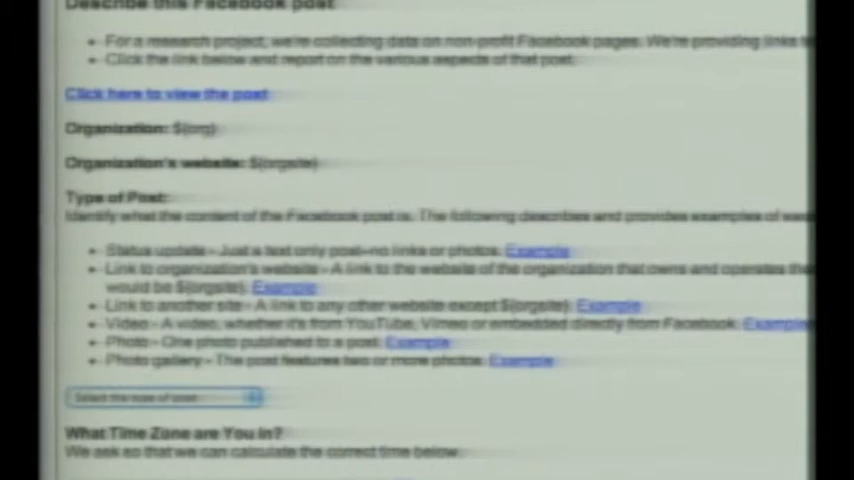 Describe this Facebook post
For a research project, we're collecting data on non-profit Facebook pages. We're providing links
Click the link below and report on the various aspects of that post.
Click here to view the post
Organization: ${org}
Organization's website: ${orgsite}
Type of Post:
Identify what the content of the Facebook post is. The following describes and provides examples of
Status update - Just a text only post--no links or photos. Example
Link to organization's website - A link to the website of the organization that owns and operates
would be ${orgsite}. Example
Link to another site - A link to any other website except ${orgsite}. Example
Video - A video, whether it's from YouTube, Vimeo or embedded directly from Facebook. Example
Photo - One photo published to a post. Example
Photo gallery - The post features two or more photos. Example
Select the type of post
What Time Zone are You in?
We ask so that we can calculate the correct time below.